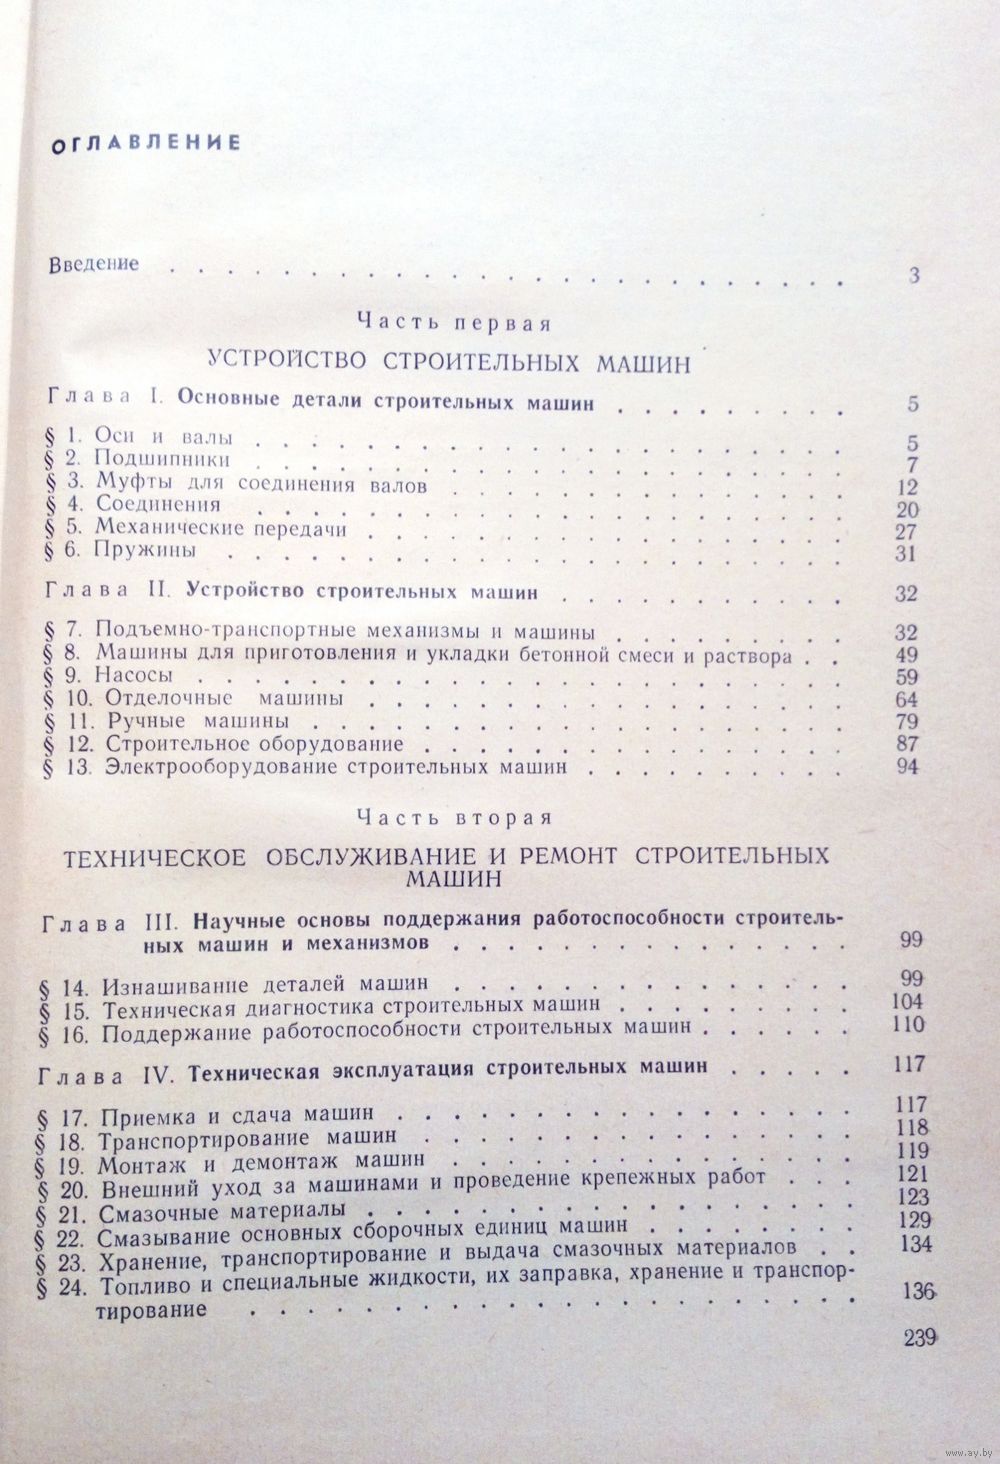 ОГЛАВЛЕНИЕ
Введение . . . . . . . . . . . . . . . . . . . . . . . . 3
Часть первая
УСТРОЙСТВО СТРОИТЕЛЬНЫХ МАШИН
Глава I. Основные детали строительных машин . . . . . . . . . 5
§ 1. Оси и валы . . . . . . . . . . . . . . . . . . . . . 5
§ 2. Подшипники . . . . . . . . . . . . . . . . . . . . . 7
§ 3. Муфты для соединения валов . . . . . . . . . . . . . . 12
§ 4. Соединения . . . . . . . . . . . . . . . . . . . . . 20
§ 5. Механические передачи . . . . . . . . . . . . . . . . . 27
§ 6. Пружины . . . . . . . . . . . . . . . . . . . . . . 31
Глава II. Устройство строительных машин . . . . . . . . . . . 32
§ 7. Подъемно-транспортные механизмы и машины . . . . . . . . . 32
§ 8. Машины для приготовления и укладки бетонной смеси и раствора . . 49
§ 9. Насосы . . . . . . . . . . . . . . . . . . . . . . . 59
§ 10. Отделочные машины . . . . . . . . . . . . . . . . . 64
§ 11. Ручные машины . . . . . . . . . . . . . . . . . . . 79
§ 12. Строительное оборудование . . . . . . . . . . . . . . . 87
§ 13. Электрооборудование строительных машин . . . . . . . . . . 94
Часть вторая
ТЕХНИЧЕСКОЕ ОБСЛУЖИВАНИЕ И РЕМОНТ СТРОИТЕЛЬНЫХ
МАШИН
Глава III. Научные основы поддержания работоспособности строитель-
ных машин и механизмов . . . . . . . . . . . . . . 99
§ 14. Изнашивание деталей машин . . . . . . . . . . . . . . 99
§ 15. Техническая диагностика строительных машин . . . . . . . . . 104
§ 16. Поддержание работоспособности строительных машин . . . . . . 110
Глава IV. Техническая эксплуатация строительных машин . . . . . 117
§ 17. Приемка и сдача машин . . . . . . . . . . . . . . . . 117
§ 18. Транспортирование машин . . . . . . . . . . . . . . . 118
§ 19. Монтаж и демонтаж машин . . . . . . . . . . . . . . 119
§ 20. Внешний уход за машинами и проведение крепежных работ . . . 121
§ 21. Смазочные материалы . . . . . . . . . . . . . . . . . 123
§ 22. Смазывание основных сборочных единиц машин . . . . . . . . 129
§ 23. Хранение, транспортирование и выдача смазочных материалов . . 134
§ 24. Топливо и специальные жидкости, их заправка, хранение и транспор-
тирование . . . . . . . . . . . . . . . . . . . . . 136
239
www.ay.by